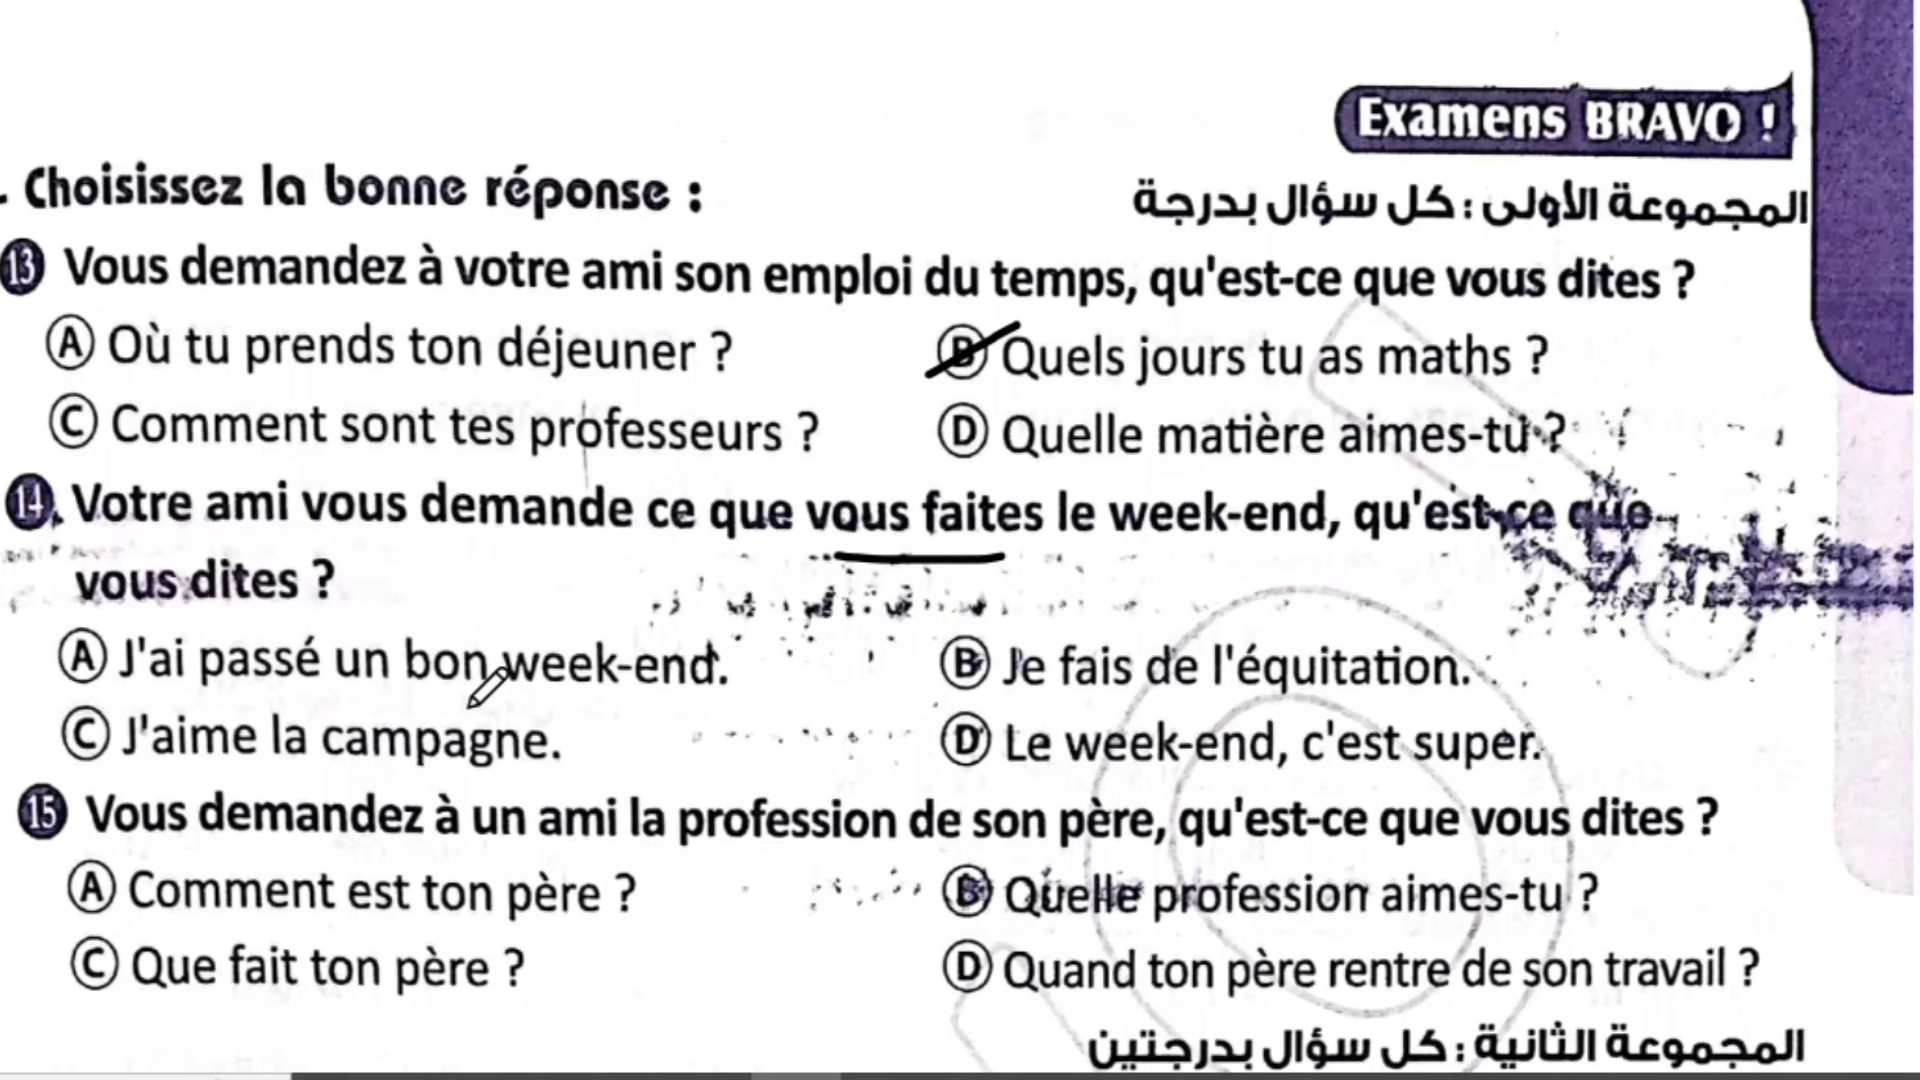 Examens BRAVO !
. Choisissez la bonne réponse :
المجموعة الأولى : كل سؤال بدرجة
13 Vous demandez à votre ami son emploi du temps, qu'est-ce que vous dites ?
A Où tu prends ton déjeuner ?
B Quels jours tu as maths ?
C Comment sont tes professeurs ?
D Quelle matière aimes-tu ?
14. Votre ami vous demande ce que vous faites le week-end, qu'est-ce que
vous dites ?
A J'ai passé un bon week-end.
B Je fais de l'équitation.
C J'aime la campagne.
D Le week-end, c'est super.
15 Vous demandez à un ami la profession de son père, qu'est-ce que vous dites ?
A Comment est ton père ?
B Quelle profession aimes-tu ?
C Que fait ton père ?
D Quand ton père rentre de son travail ?
المجموعة الثانية : كل سؤال بدرجتين